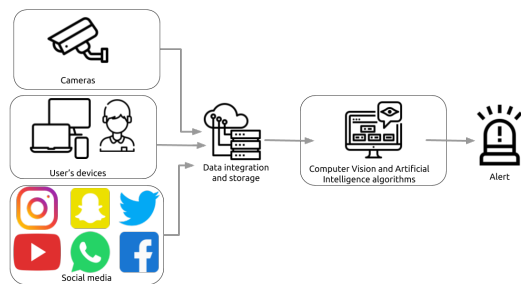 Cameras
User's devices
Social media
Data integration
and storage
Computer Vision and Artificial
Intelligence algorithms
Alert